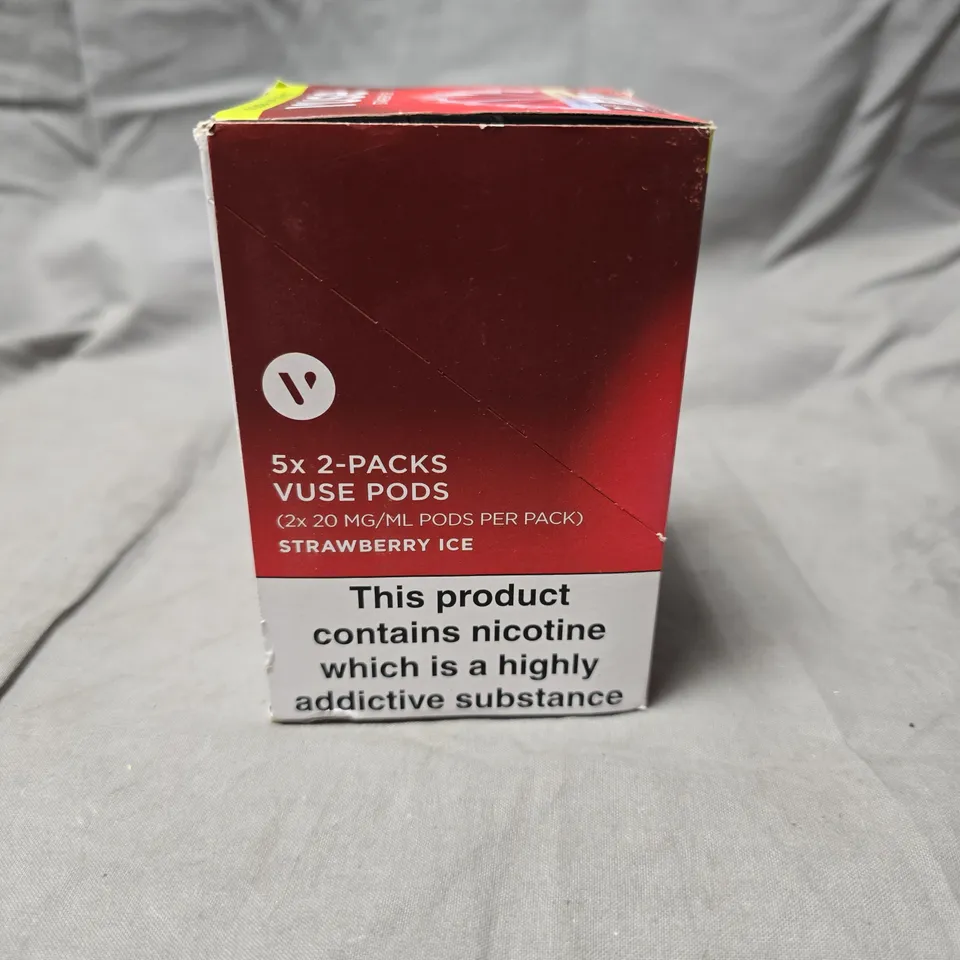 5x 2-PACKS
VUSE PODS
(2x 20 MG/ML PODS PER PACK)
STRAWBERRY ICE
This product
contains nicotine
which is a highly
addictive substance